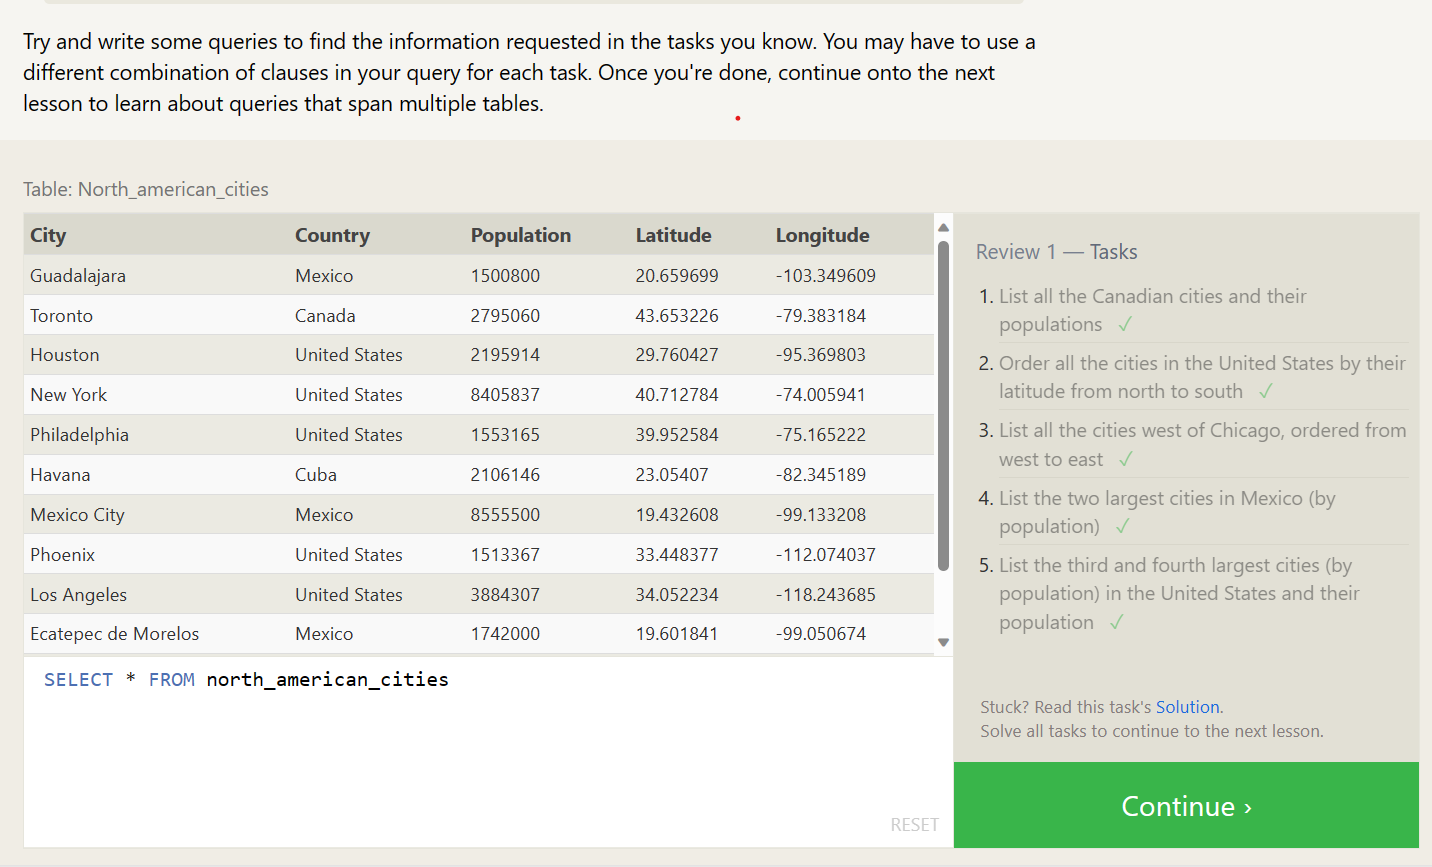 Try and write some queries to find the information requested in the tasks you know. You may have to use a
different combination of clauses in your query for each task. Once you're done, continue onto the next
lesson to learn about queries that span multiple tables.
Table: North_american_cities
City Country Population Latitude Longitude
Guadalajara Mexico 1500800 20.659699 -103.349609
Toronto Canada 2795060 43.653226 -79.383184
Houston United States 2195914 29.760427 -95.369803
New York United States 8405837 40.712784 -74.005941
Philadelphia United States 1553165 39.952584 -75.165222
Havana Cuba 2106146 23.05407 -82.345189
Mexico City Mexico 8555500 19.432608 -99.133208
Phoenix United States 1513367 33.448377 -112.074037
Los Angeles United States 3884307 34.052234 -118.243685
Ecatepec de Morelos Mexico 1742000 19.601841 -99.050674
SELECT * FROM north_american_cities
RESET
Review 1 — Tasks
1. List all the Canadian cities and their
populations ✓
2. Order all the cities in the United States by their
latitude from north to south ✓
3. List all the cities west of Chicago, ordered from
west to east ✓
4. List the two largest cities in Mexico (by
population) ✓
5. List the third and fourth largest cities (by
population) in the United States and their
population ✓
Stuck? Read this task's Solution.
Solve all tasks to continue to the next lesson.
Continue ›